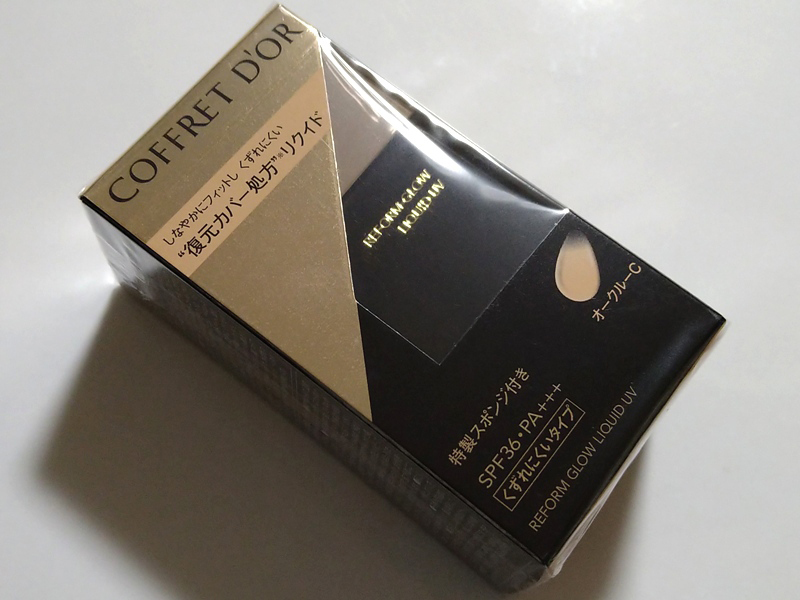 COFFRET D'OR
しなやかにフィットし くずれにくい
“復元カバー処方”※リクイド
REFORM GLOW
LIQUID UV
オークルーC
特製スポンジ付き
SPF36・PA+++
くずれにくいタイプ
REFORM GLOW LIQUID UV